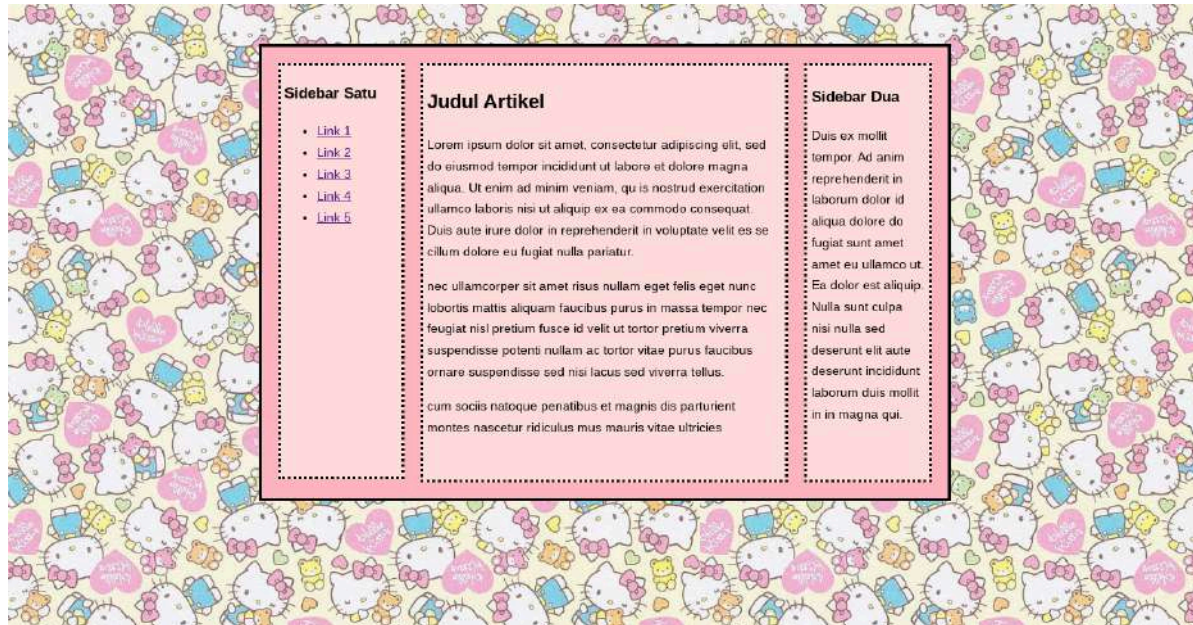 Sidebar Satu
Link 1
Link 2
Link 3
Link 4
Link 5
Judul Artikel
Lorem ipsum dolor sit amet, consectetur adipiscing elit, sed
do eiusmod tempor incididunt ut labore et dolore magna
aliqua. Ut enim ad minim veniam, qu is nostrud exercitation
ullamco laboris nisi ut aliquip ex ea commodo consequat.
Duis aute irure dolor in reprehenderit in voluptate velit es se
cillum dolore eu fugiat nulla pariatur.
nec ullamcorper sit amet risus nullam eget felis eget nunc
lobortis mattis aliquam faucibus purus in massa tempor nec
feugiat nisl pretium fusce id velit ut tortor pretium viverra
suspendisse potenti nullam ac tortor vitae purus faucibus
ornare suspendisse sed nisi lacus sed viverra tellus.
cum sociis natoque penatibus et magnis dis parturient
montes nascetur ridiculus mus mauris vitae ultricies
Sidebar Dua
Duis ex mollit
tempor. Ad anim
reprehenderit in
laborum dolor id
aliqua dolore do
fugiat sunt amet
amet eu ullamco ut.
Ea dolor est aliquip.
Nulla sunt culpa
nisi nulla sed
deserunt elit aute
deserunt incididunt
laborum duis mollit
in in magna qui.